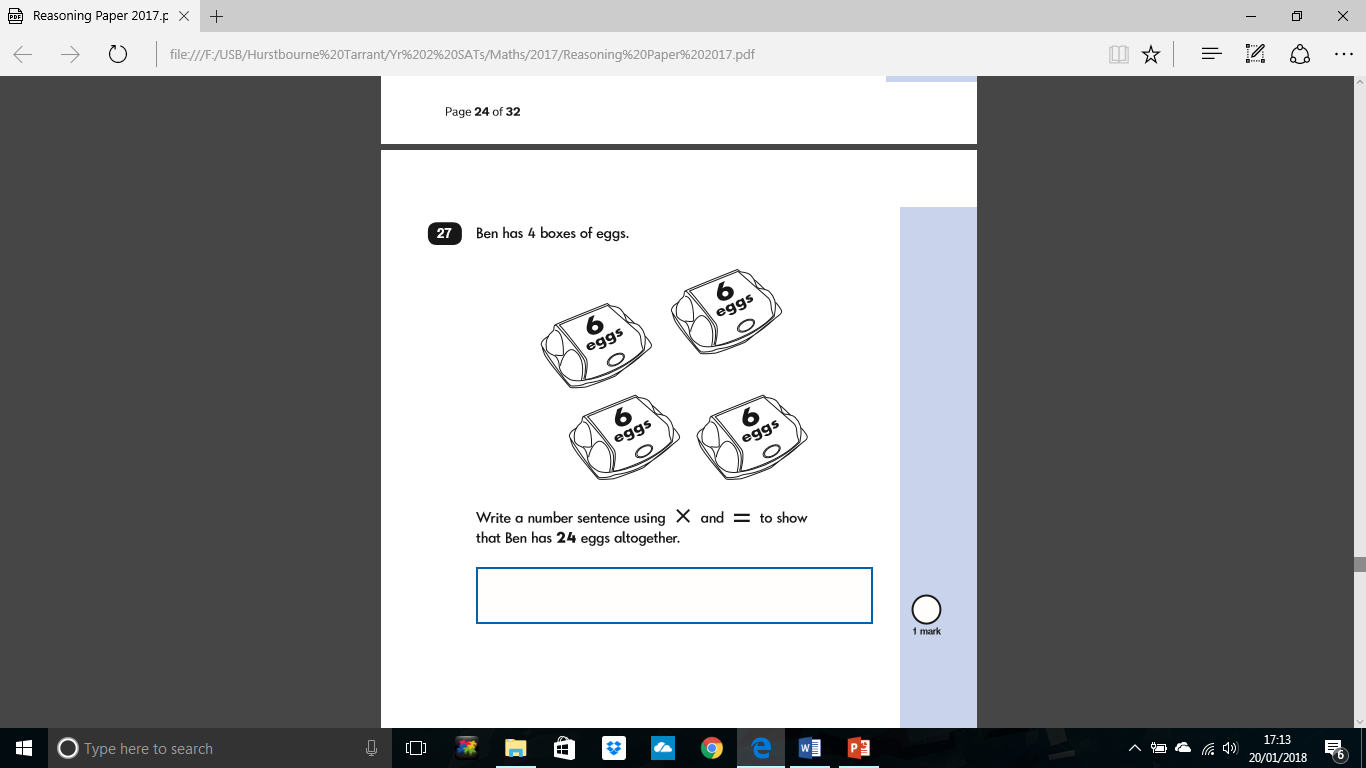 Reasoning Paper 2017.p
file:///F:/USB/Hurstbourne%20Tarrant/Yr%202%20SATs/Maths/2017/Reasoning%20Paper%202017.pdf
Page 24 of 32
27 Ben has 4 boxes of eggs.
6
eggs
6
eggs
6
eggs
6
eggs
Write a number sentence using × and = to show
that Ben has 24 eggs altogether.
1 mark
Type here to search
17:13
20/01/2018
6